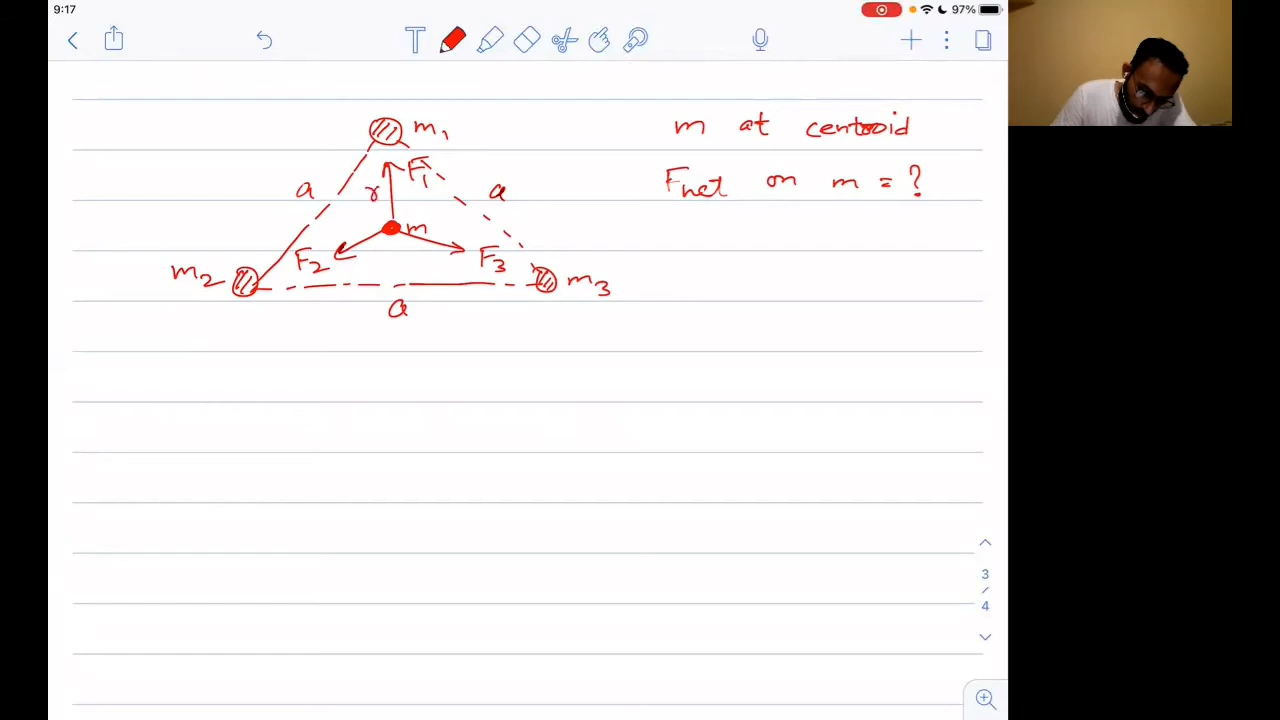 9:17
97%
T
m₁
m at centroid
F₁
a
r
a
Fnet on m = ?
m
F₂
F₃
m₂
m₃
a
3
/
4